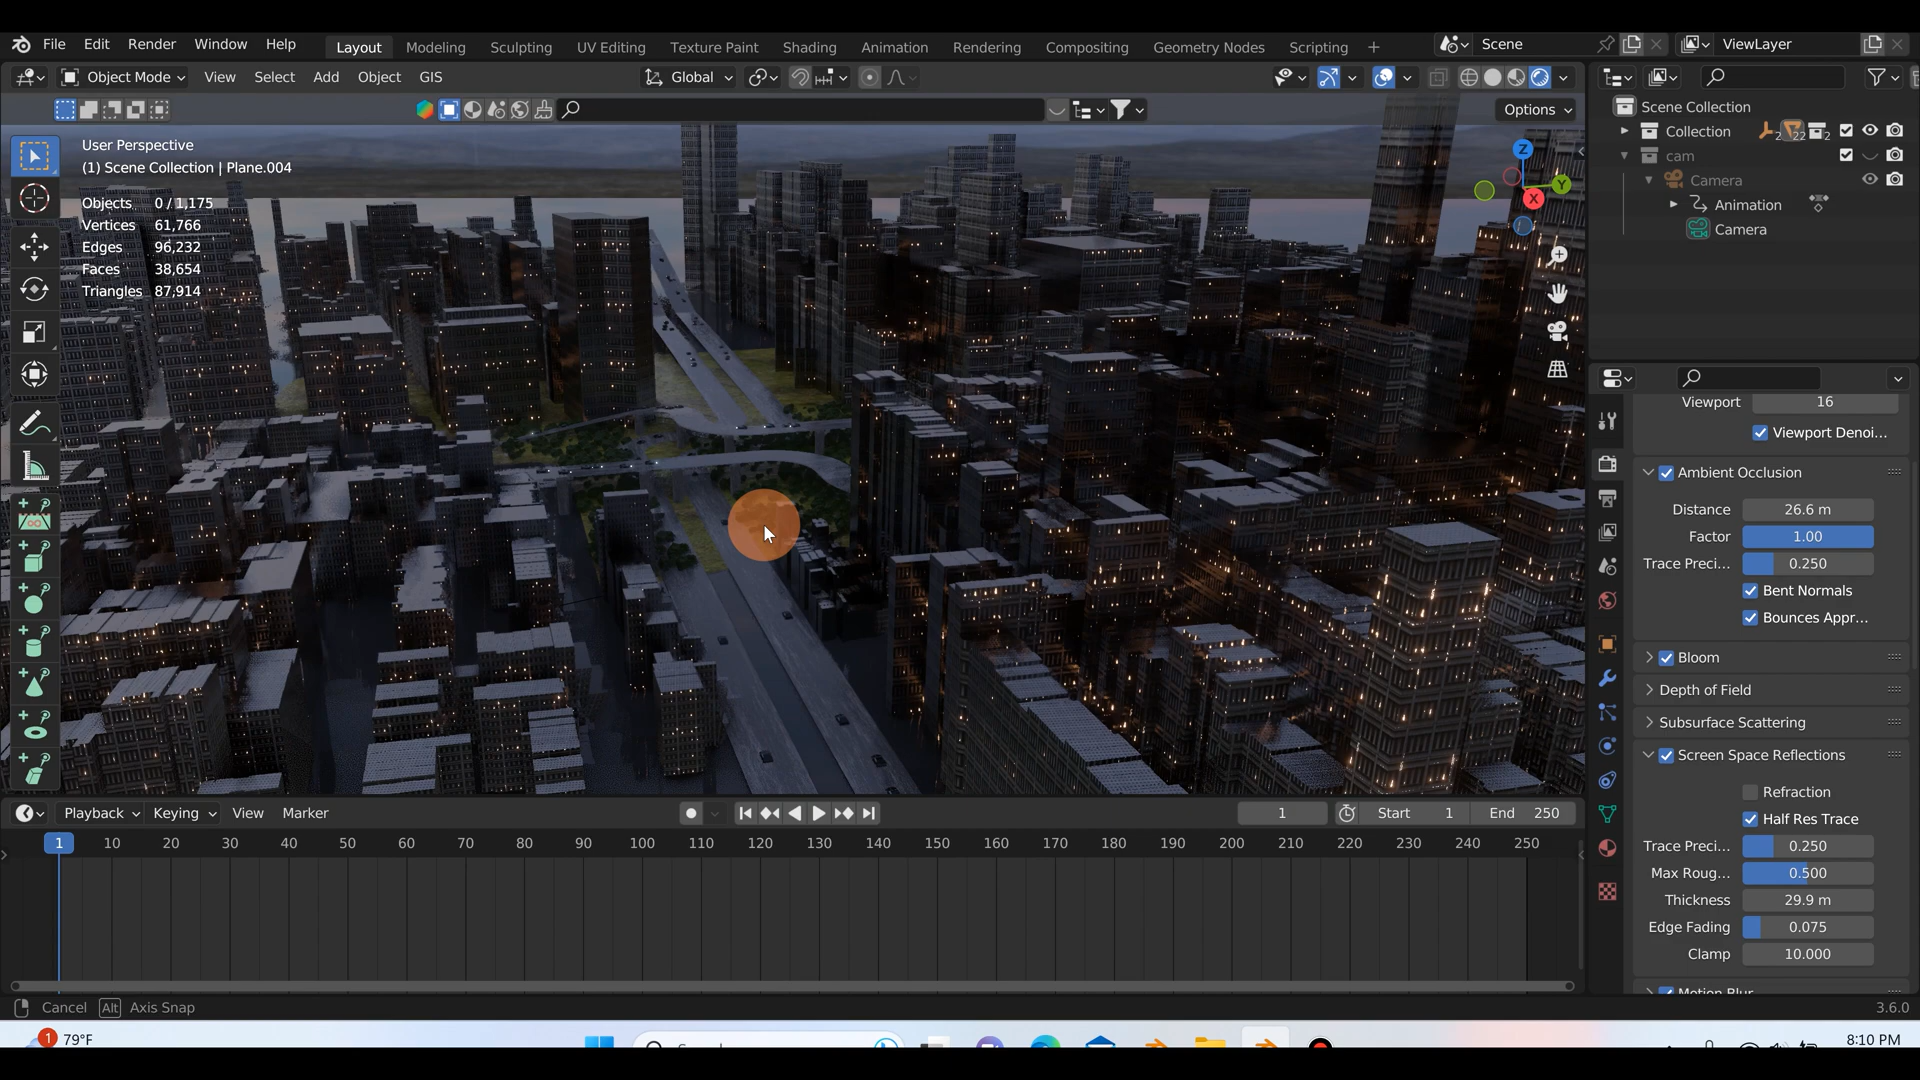 File Edit Render Window Help Layout Modeling Sculpting UV Editing Texture Paint Shading Animation Rendering Compositing Geometry Nodes Scripting + Scene ViewLayer
Object Mode View Select Add Object GIS Global
Options
User Perspective
(1) Scene Collection | Plane.004
Objects 0 / 1,175
Vertices 61,766
Edges 96,232
Faces 38,654
Triangles 87,914
Z
Y
X
Scene Collection
Collection 2 22 2
cam
Camera
Animation
Camera
Viewport 16
Viewport Denoi...
Ambient Occlusion
Distance 26.6 m
Factor 1.00
Trace Preci... 0.250
Bent Normals
Bounces Appr...
Bloom
Depth of Field
Subsurface Scattering
Screen Space Reflections
Refraction
Half Res Trace
Trace Preci... 0.250
Max Roug... 0.500
Thickness 29.9 m
Edge Fading 0.075
Clamp 10.000
Motion Blur
Playback Keying View Marker 1 Start 1 End 250
1 10 20 30 40 50 60 70 80 90 100 110 120 130 140 150 160 170 180 190 200 210 220 230 240 250
Cancel Alt Axis Snap 3.6.0
1 79°F 8:10 PM